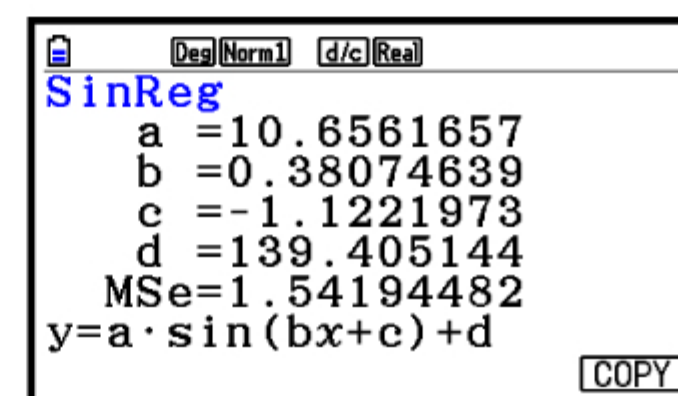 Deg Norm1 d/c Real
SinReg
a =10.6561657
b =0.38074639
c =-1.1221973
d =139.405144
MSe=1.54194482
y=a·sin(bx+c)+d
COPY